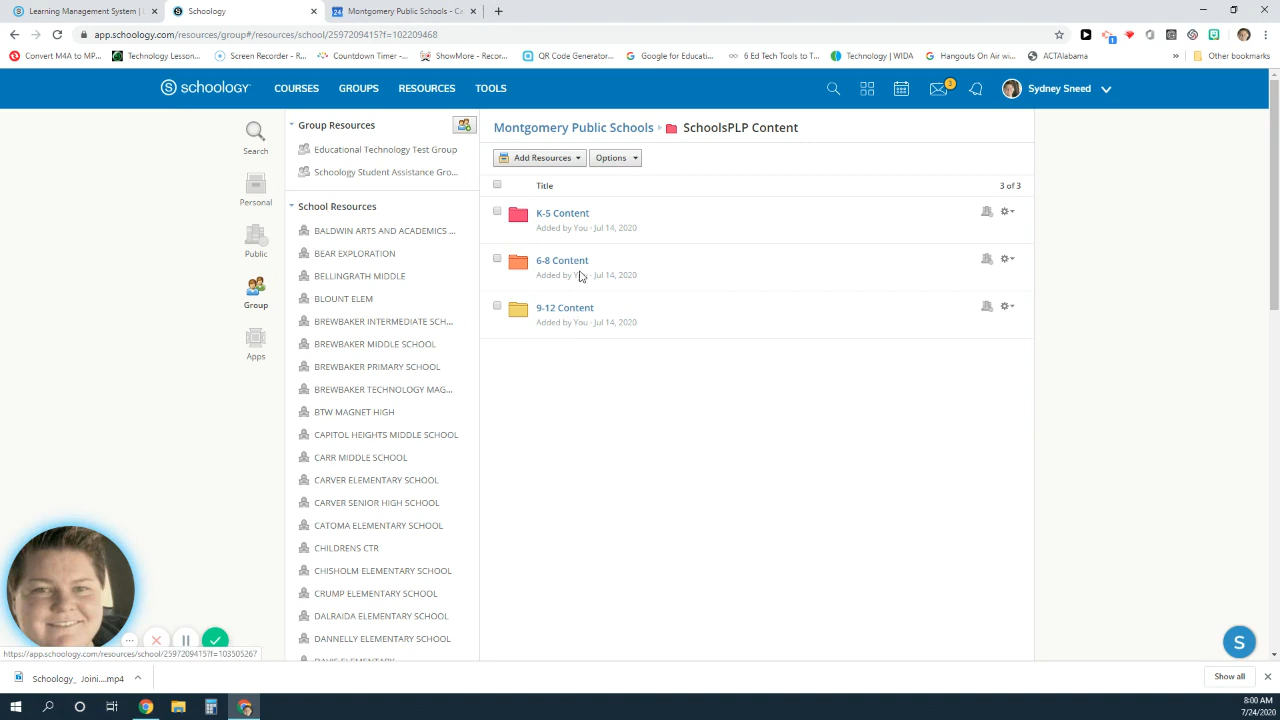 Learning Management System | L
Schoology
Montgomery Public Schools - Ca
app.schoology.com/resources/group#/resources/school/2597209415?f=102209468
Convert M4A to MP...
Technology Lesson...
Screen Recorder - R...
Countdown Timer -...
ShowMore - Recor...
QR Code Generator...
Google for Educati...
6 Ed Tech Tools to T...
Technology | WIDA
Hangouts On Air wi...
ACTAlabama
»
Other bookmarks
S schoology
COURSES
GROUPS
RESOURCES
TOOLS
3
Sydney Sneed
Search
Personal
Public
Group
Apps
Group Resources
Educational Technology Test Group
Schoology Student Assistance Gro...
School Resources
BALDWIN ARTS AND ACADEMICS ...
BEAR EXPLORATION
BELLINGRATH MIDDLE
BLOUNT ELEM
BREWBAKER INTERMEDIATE SCH...
BREWBAKER MIDDLE SCHOOL
BREWBAKER PRIMARY SCHOOL
BREWBAKER TECHNOLOGY MAG...
BTW MAGNET HIGH
CAPITOL HEIGHTS MIDDLE SCHOOL
CARR MIDDLE SCHOOL
CARVER ELEMENTARY SCHOOL
CARVER SENIOR HIGH SCHOOL
CATOMA ELEMENTARY SCHOOL
CHILDRENS CTR
CHISHOLM ELEMENTARY SCHOOL
CRUMP ELEMENTARY SCHOOL
DALRAIDA ELEMENTARY SCHOOL
DANNELLY ELEMENTARY SCHOOL
Montgomery Public Schools
SchoolsPLP Content
Add Resources
Options
Title
3 of 3
K-5 Content
Added by You · Jul 14, 2020
6-8 Content
Added by You · Jul 14, 2020
9-12 Content
Added by You · Jul 14, 2020
https://app.schoology.com/resources/school/2597209415?f=103505267
S
Schoology_ Joini....mp4
Show all
8:00 AM
7/24/2020